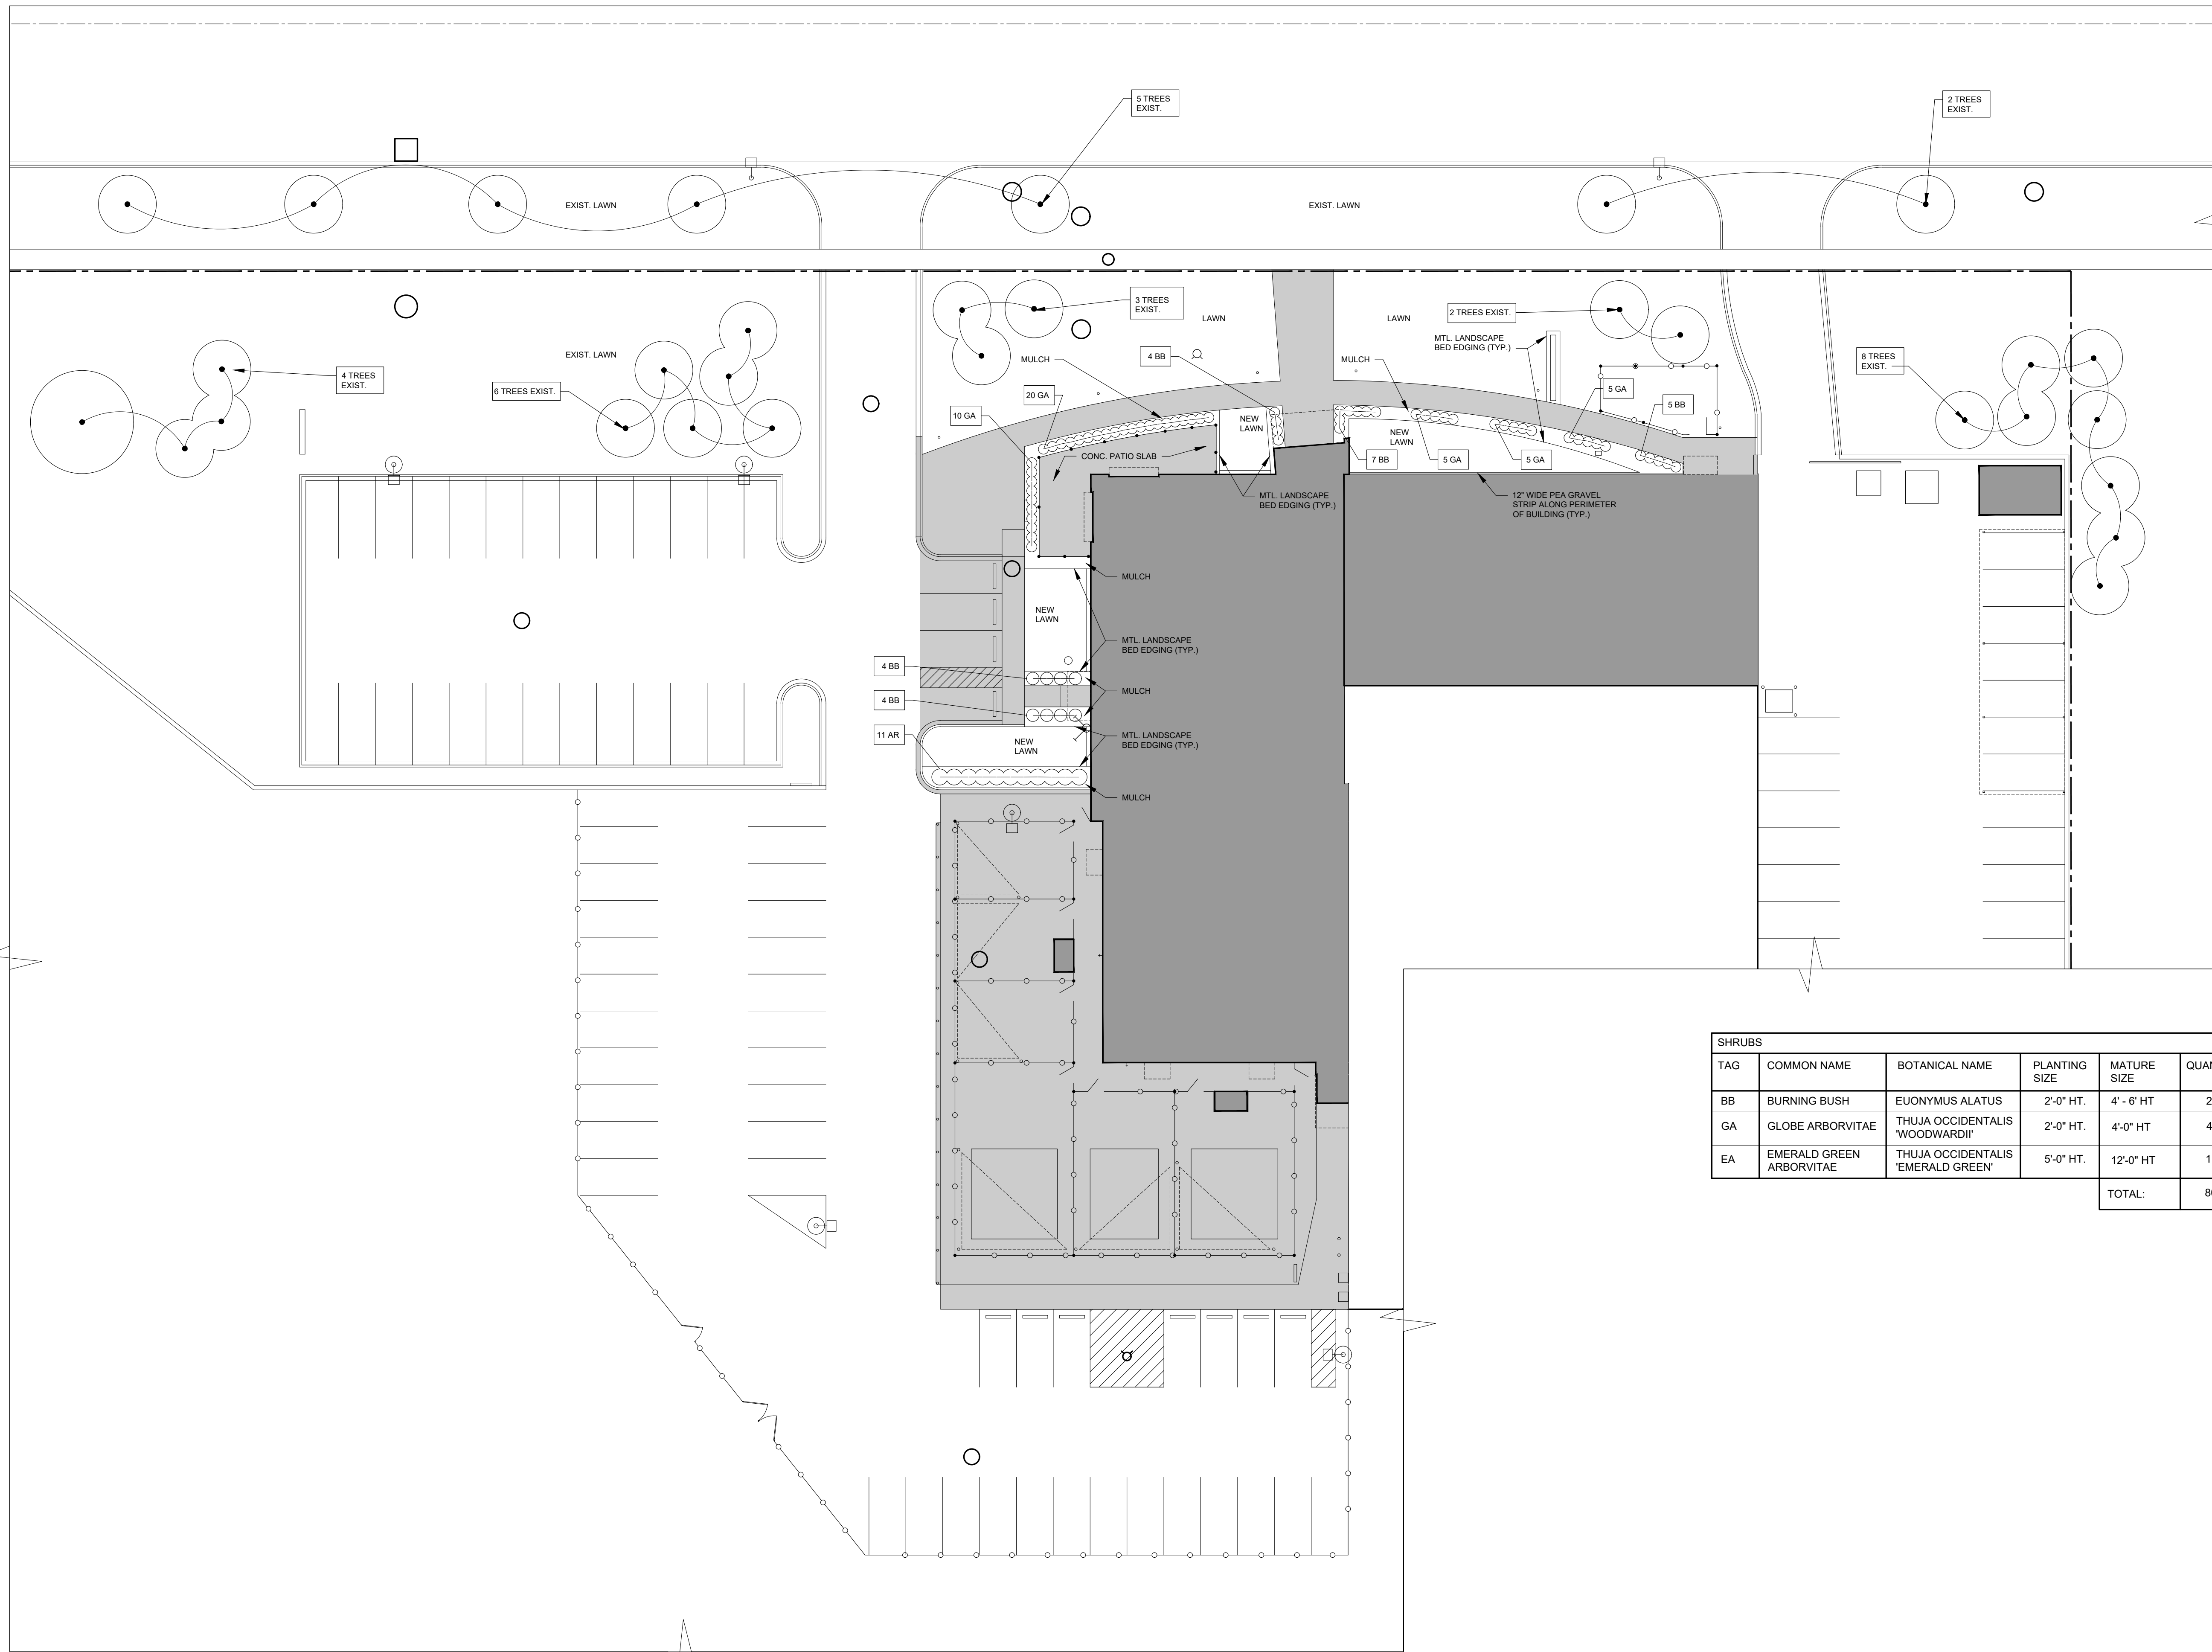 5 TREES
EXIST.
2 TREES
EXIST.
EXIST. LAWN
EXIST. LAWN
3 TREES
EXIST.
LAWN
LAWN
2 TREES EXIST.
MTL. LANDSCAPE
BED EDGING (TYP.)
EXIST. LAWN
MULCH
4 BB
MULCH
8 TREES
EXIST.
4 TREES
EXIST.
6 TREES EXIST.
20 GA
5 GA
10 GA
5 BB
NEW
LAWN
NEW
LAWN
CONC. PATIO SLAB
7 BB
5 GA
5 GA
MTL. LANDSCAPE
BED EDGING (TYP.)
12" WIDE PEA GRAVEL
STRIP ALONG PERIMETER
OF BUILDING (TYP.)
MULCH
NEW
LAWN
MTL. LANDSCAPE
BED EDGING (TYP.)
4 BB
MULCH
4 BB
11 AR
NEW
LAWN
MTL. LANDSCAPE
BED EDGING (TYP.)
MULCH
SHRUBS
TAG COMMON NAME BOTANICAL NAME PLANTING SIZE MATURE SIZE
BB BURNING BUSH EUONYMUS ALATUS 2'-0" HT. 4' - 6' HT
GA GLOBE ARBORVITAE THUJA OCCIDENTALIS 'WOODWARDII' 2'-0" HT. 4'-0" HT
EA EMERALD GREEN ARBORVITAE THUJA OCCIDENTALIS 'EMERALD GREEN' 5'-0" HT. 12'-0" HT
TOTAL: